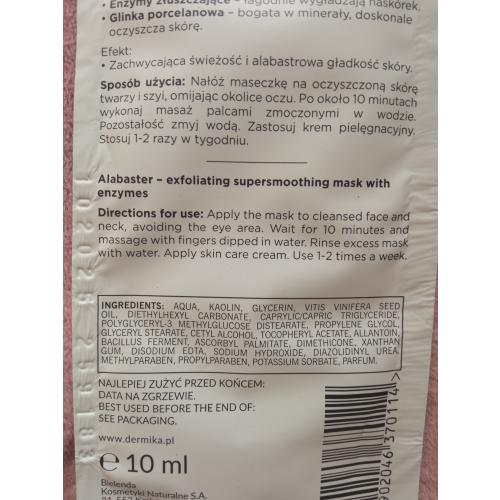 • Enzymy złuszczające – łagodnie wygładzają naskórek.
• Glinka porcelanowa – bogata w minerały, doskonale
oczyszcza skórę.
Efekt:
• Zachwycająca świeżość i alabastrowa gładkość skóry.
Sposób użycia: Nałóż maseczkę na oczyszczoną skórę
twarzy i szyi, omijając okolice oczu. Po około 10 minutach
wykonaj masaż palcami zmoczonymi w wodzie.
Pozostałość zmyj wodą. Zastosuj krem pielęgnacyjny.
Stosuj 1-2 razy w tygodniu.
Alabaster – exfoliating supersmoothing mask with
enzymes
Directions for use: Apply the mask to cleansed face and
neck, avoiding the eye area. Wait for 10 minutes and
massage with fingers dipped in water. Rinse excess mask
with water. Apply skin care cream. Use 1-2 times a week.
INGREDIENTS: AQUA, KAOLIN, GLYCERIN, VITIS VINIFERA SEED
OIL, DIETHYLHEXYL CARBONATE, CAPRYLIC/CAPRIC TRIGLYCERIDE,
POLYGLYCERYL-3 METHYLGLUCOSE DISTEARATE, PROPYLENE GLYCOL,
GLYCERYL STEARATE, CETYL ALCOHOL, TOCOPHERYL ACETATE, ALLANTOIN,
BACILLUS FERMENT, ASCORBYL PALMITATE, DIMETHICONE, XANTHAN
GUM, DISODIUM EDTA, SODIUM HYDROXIDE, DIAZOLIDINYL UREA,
METHYLPARABEN, PROPYLPARABEN, POTASSIUM SORBATE, PARFUM.
NAJLEPIEJ ZUŻYĆ PRZED KOŃCEM:
DATA NA ZGRZEWIE.
BEST USED BEFORE THE END OF:
SEE PACKAGING.
www.dermika.pl
℮ 10 ml
Bielenda
Kosmetyki Naturalne S.A.
902046 370114 >